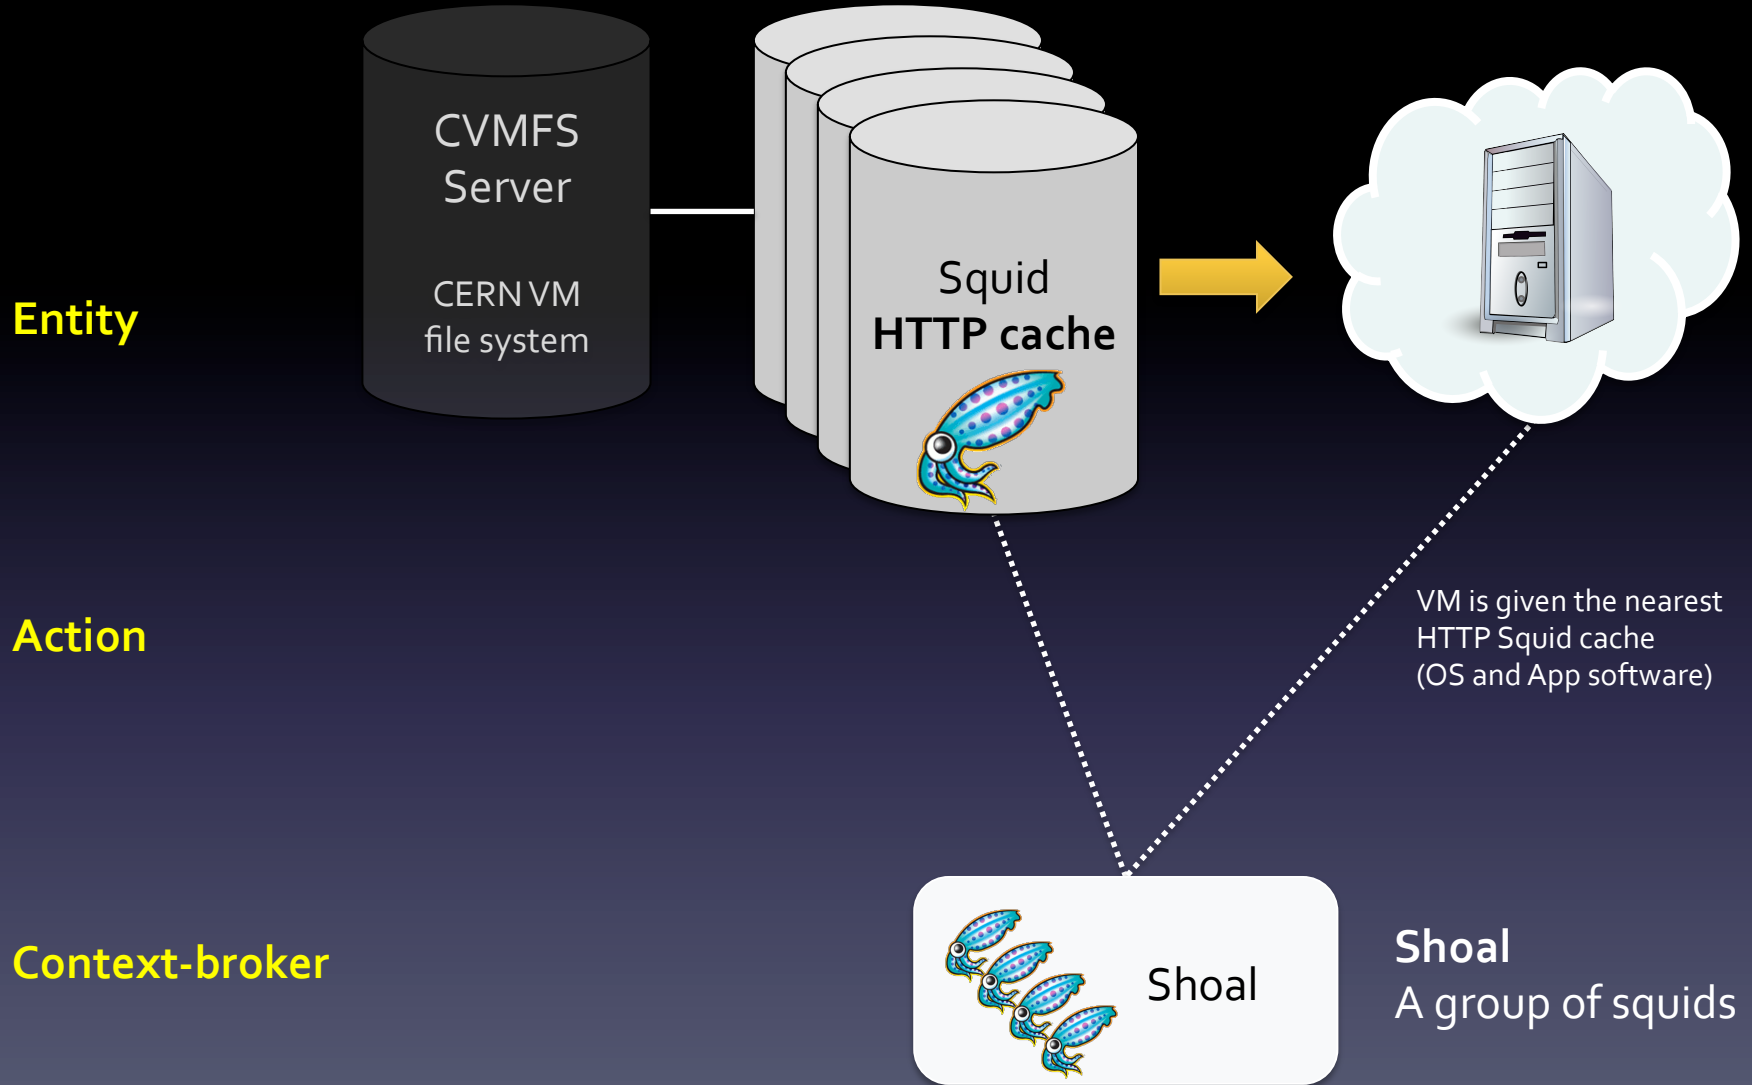 CVMFS
Server
CERN VM
file system
Squid
HTTP cache
Entity
Action
VM is given the nearest
HTTP Squid cache
(OS and App software)
Context-broker
Shoal
Shoal
A group of squids